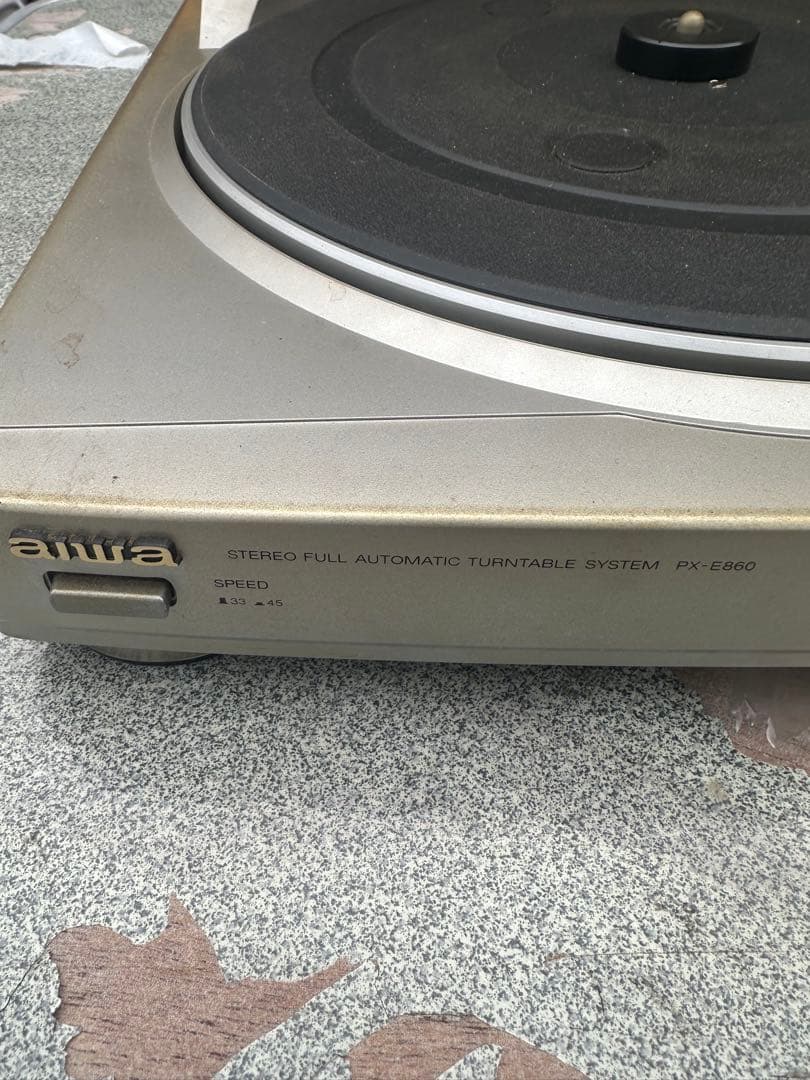 aiwa
STEREO FULL AUTOMATIC TURNTABLE SYSTEM PX-E860
SPEED
33 45